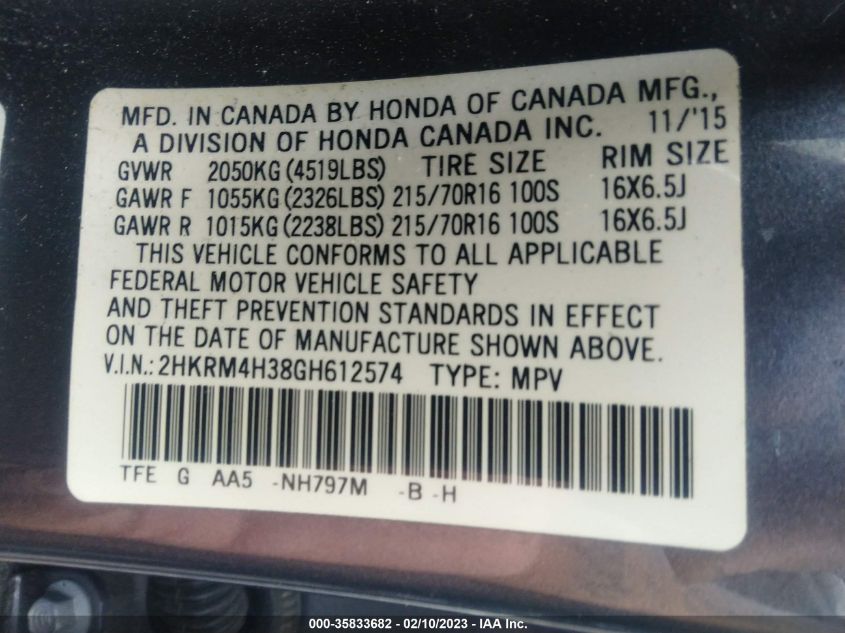 MFD. IN CANADA BY HONDA OF CANADA MFG.,
A DIVISION OF HONDA CANADA INC. 11/'15
GVWR 2050KG (4519LBS) TIRE SIZE RIM SIZE
GAWR F 1055KG (2326LBS) 215/70R16 100S 16X6.5J
GAWR R 1015KG (2238LBS) 215/70R16 100S 16X6.5J
THIS VEHICLE CONFORMS TO ALL APPLICABLE
FEDERAL MOTOR VEHICLE SAFETY
AND THEFT PREVENTION STANDARDS IN EFFECT
ON THE DATE OF MANUFACTURE SHOWN ABOVE.
V.I.N.: 2HKRM4H38GH612574 TYPE: MPV
TFE G AA5 -NH797M -B -H
000-35833682 - 02/10/2023 - IAA Inc.